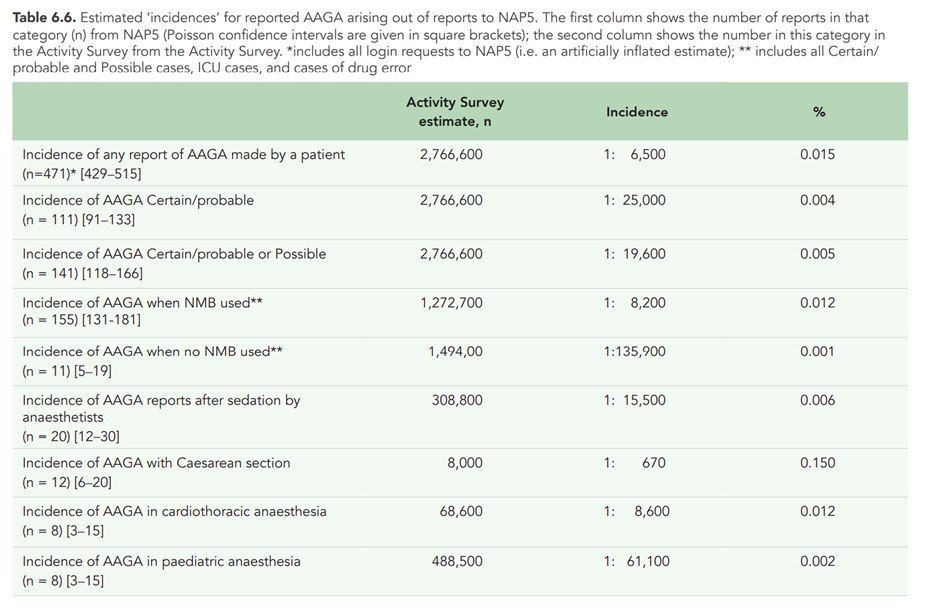 Table 6.6. Estimated ‘incidences’ for reported AAGA arising out of reports to NAP5. The first column shows the number of reports in that
category (n) from NAP5 (Poisson confidence intervals are given in square brackets); the second column shows the number in this category in
the Activity Survey from the Activity Survey. *includes all login requests to NAP5 (i.e. an artificially inflated estimate); ** includes all Certain/
probable and Possible cases, ICU cases, and cases of drug error
Activity Survey
estimate, n
Incidence
%
Incidence of any report of AAGA made by a patient
(n=471)* [429–515]
2,766,600
1: 6,500
0.015
Incidence of AAGA Certain/probable
(n = 111) [91–133]
2,766,600
1: 25,000
0.004
Incidence of AAGA Certain/probable or Possible
(n = 141) [118–166]
2,766,600
1: 19,600
0.005
Incidence of AAGA when NMB used**
(n = 155) [131-181]
1,272,700
1: 8,200
0.012
Incidence of AAGA when no NMB used**
(n = 11) [5–19]
1,494,00
1:135,900
0.001
Incidence of AAGA reports after sedation by
anaesthetists
(n = 20) [12–30]
308,800
1: 15,500
0.006
Incidence of AAGA with Caesarean section
(n = 12) [6–20]
8,000
1: 670
0.150
Incidence of AAGA in cardiothoracic anaesthesia
(n = 8) [3–15]
68,600
1: 8,600
0.012
Incidence of AAGA in paediatric anaesthesia
(n = 8) [3–15]
488,500
1: 61,100
0.002